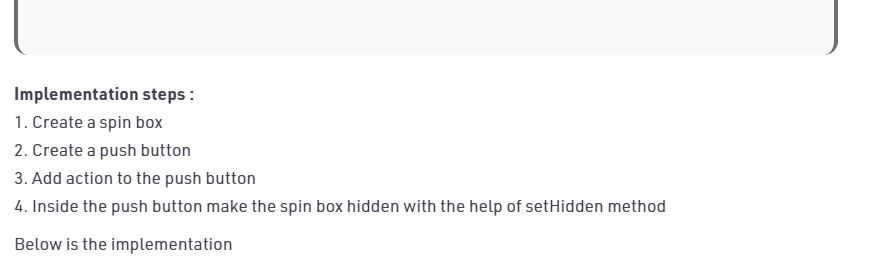 Implementation steps :
1. Create a spin box
2. Create a push button
3. Add action to the push button
4. Inside the push button make the spin box hidden with the help of setHidden method
Below is the implementation